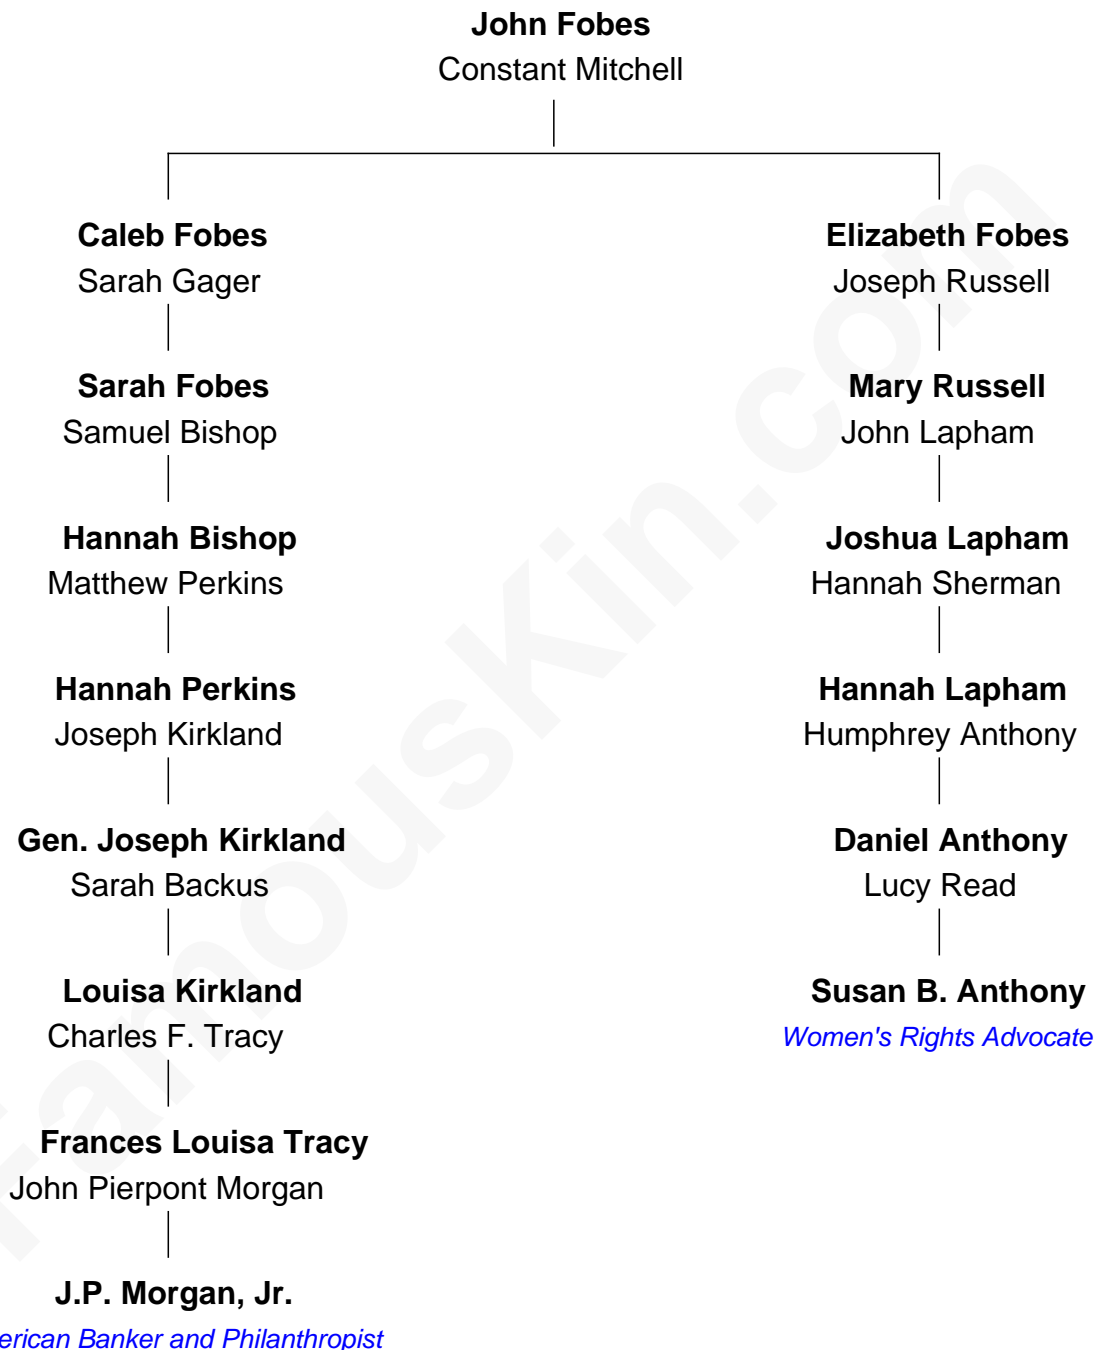 John Fobes
Constant Mitchell
Caleb Fobes
Sarah Gager
Elizabeth Fobes
Joseph Russell
Sarah Fobes
Samuel Bishop
Mary Russell
John Lapham
Hannah Bishop
Matthew Perkins
Joshua Lapham
Hannah Sherman
Hannah Perkins
Joseph Kirkland
Hannah Lapham
Humphrey Anthony
Gen. Joseph Kirkland
Sarah Backus
Daniel Anthony
Lucy Read
Louisa Kirkland
Charles F. Tracy
Susan B. Anthony
Women's Rights Advocate
Frances Louisa Tracy
John Pierpont Morgan
J.P. Morgan, Jr.
erican Banker and Philanthropist
FamousKin.com